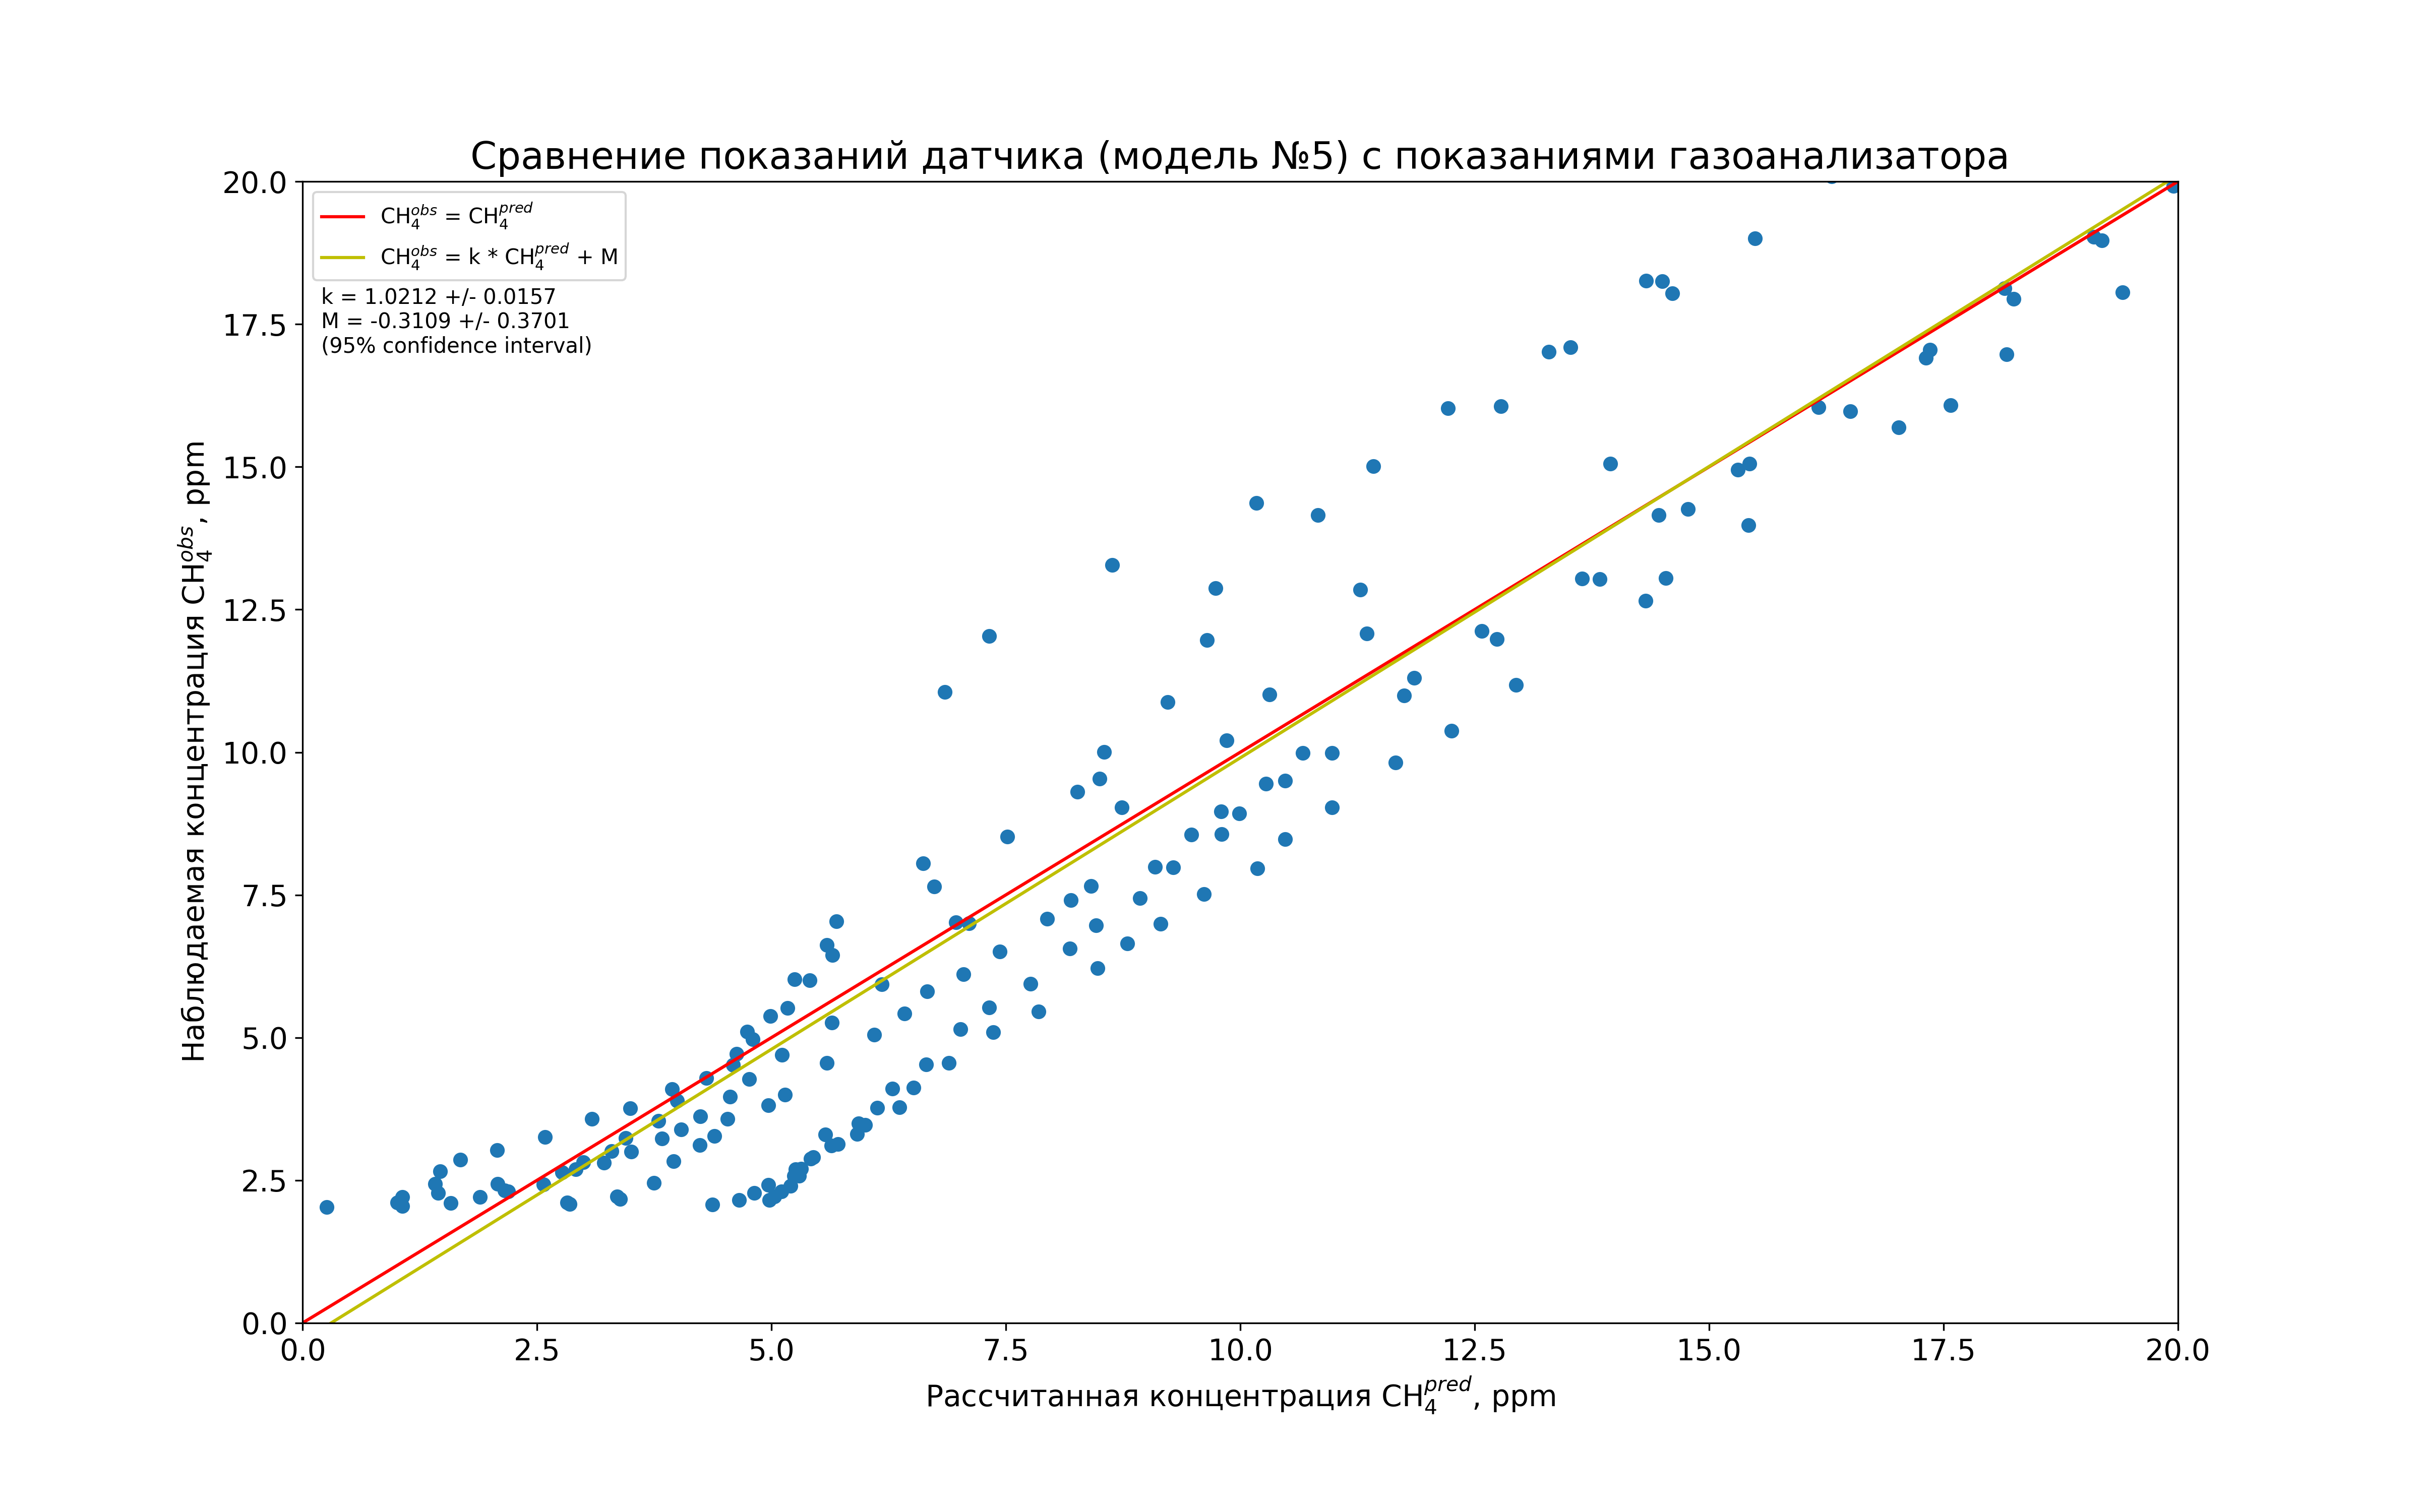 Сравнение показаний датчика (модель №5) с показаниями газоанализатора
CH₄ᵒᵇˢ = CH₄ᵖʳᵉᵈ
CH₄ᵒᵇˢ = k * CH₄ᵖʳᵉᵈ + M
k = 1.0212 +/- 0.0157
M = -0.3109 +/- 0.3701
(95% confidence interval)
Наблюдаемая концентрация CH₄ᵒᵇˢ, ppm
20.0
17.5
15.0
12.5
10.0
7.5
5.0
2.5
0.0
0.0 2.5 5.0 7.5 10.0 12.5 15.0 17.5 20.0
Рассчитанная концентрация CH₄ᵖʳᵉᵈ, ppm